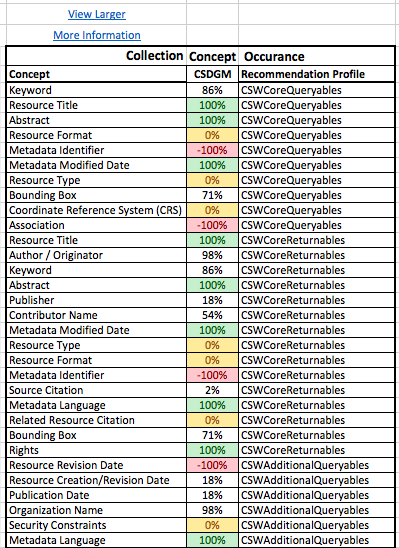 View Larger
More Information
Collection Concept Occurance
Concept CSDGM Recommendation Profile
Keyword 86% CSWCoreQueryables
Resource Title 100% CSWCoreQueryables
Abstract 100% CSWCoreQueryables
Resource Format 0% CSWCoreQueryables
Metadata Identifier -100% CSWCoreQueryables
Metadata Modified Date 100% CSWCoreQueryables
Resource Type 0% CSWCoreQueryables
Bounding Box 71% CSWCoreQueryables
Coordinate Reference System (CRS) 0% CSWCoreQueryables
Association -100% CSWCoreQueryables
Resource Title 100% CSWCoreReturnables
Author / Originator 98% CSWCoreReturnables
Keyword 86% CSWCoreReturnables
Abstract 100% CSWCoreReturnables
Publisher 18% CSWCoreReturnables
Contributor Name 54% CSWCoreReturnables
Metadata Modified Date 100% CSWCoreReturnables
Resource Type 0% CSWCoreReturnables
Resource Format 0% CSWCoreReturnables
Metadata Identifier -100% CSWCoreReturnables
Source Citation 2% CSWCoreReturnables
Metadata Language 100% CSWCoreReturnables
Related Resource Citation 0% CSWCoreReturnables
Bounding Box 71% CSWCoreReturnables
Rights 100% CSWCoreReturnables
Resource Revision Date -100% CSWAdditionalQueryables
Resource Creation/Revision Date 18% CSWAdditionalQueryables
Publication Date 18% CSWAdditionalQueryables
Organization Name 98% CSWAdditionalQueryables
Security Constraints 0% CSWAdditionalQueryables
Metadata Language 100% CSWAdditionalQueryables